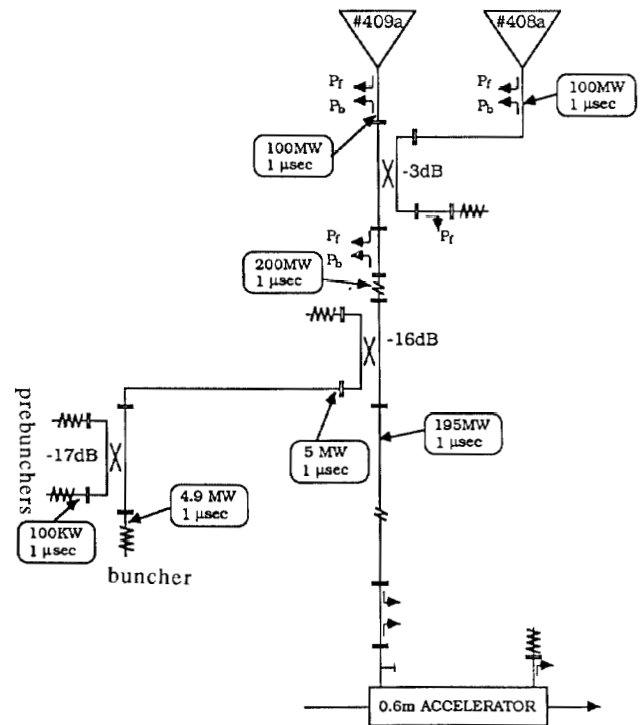 #409a
#408a
Pf
Pb
Pf
Pb
100MW
1 μsec
100MW
1 μsec
-3dB
Pf
Pf
Pb
200MW
1 μsec
-16dB
prebunchers
-17dB
5 MW
1 μsec
195MW
1 μsec
100KW
1 μsec
4.9 MW
1 μsec
buncher
0.6m ACCELERATOR